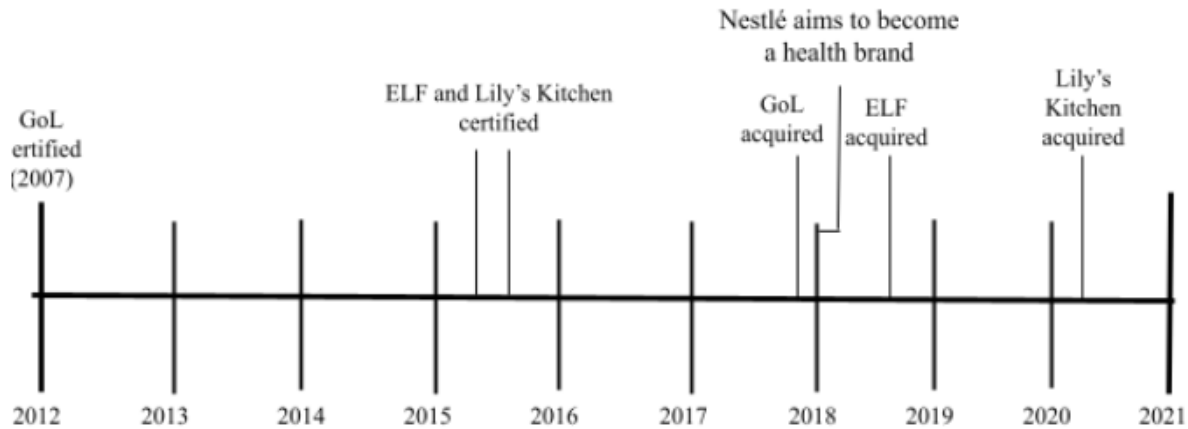 Nestlé aims to become
a health brand
ELF and Lily's Kitchen
certified
GoL
acquired
ELF
acquired
Lily's
Kitchen
acquired
GoL
ertified
(2007)
2012
2013
2014
2015
2016
2017
2018
2019
2020
2021